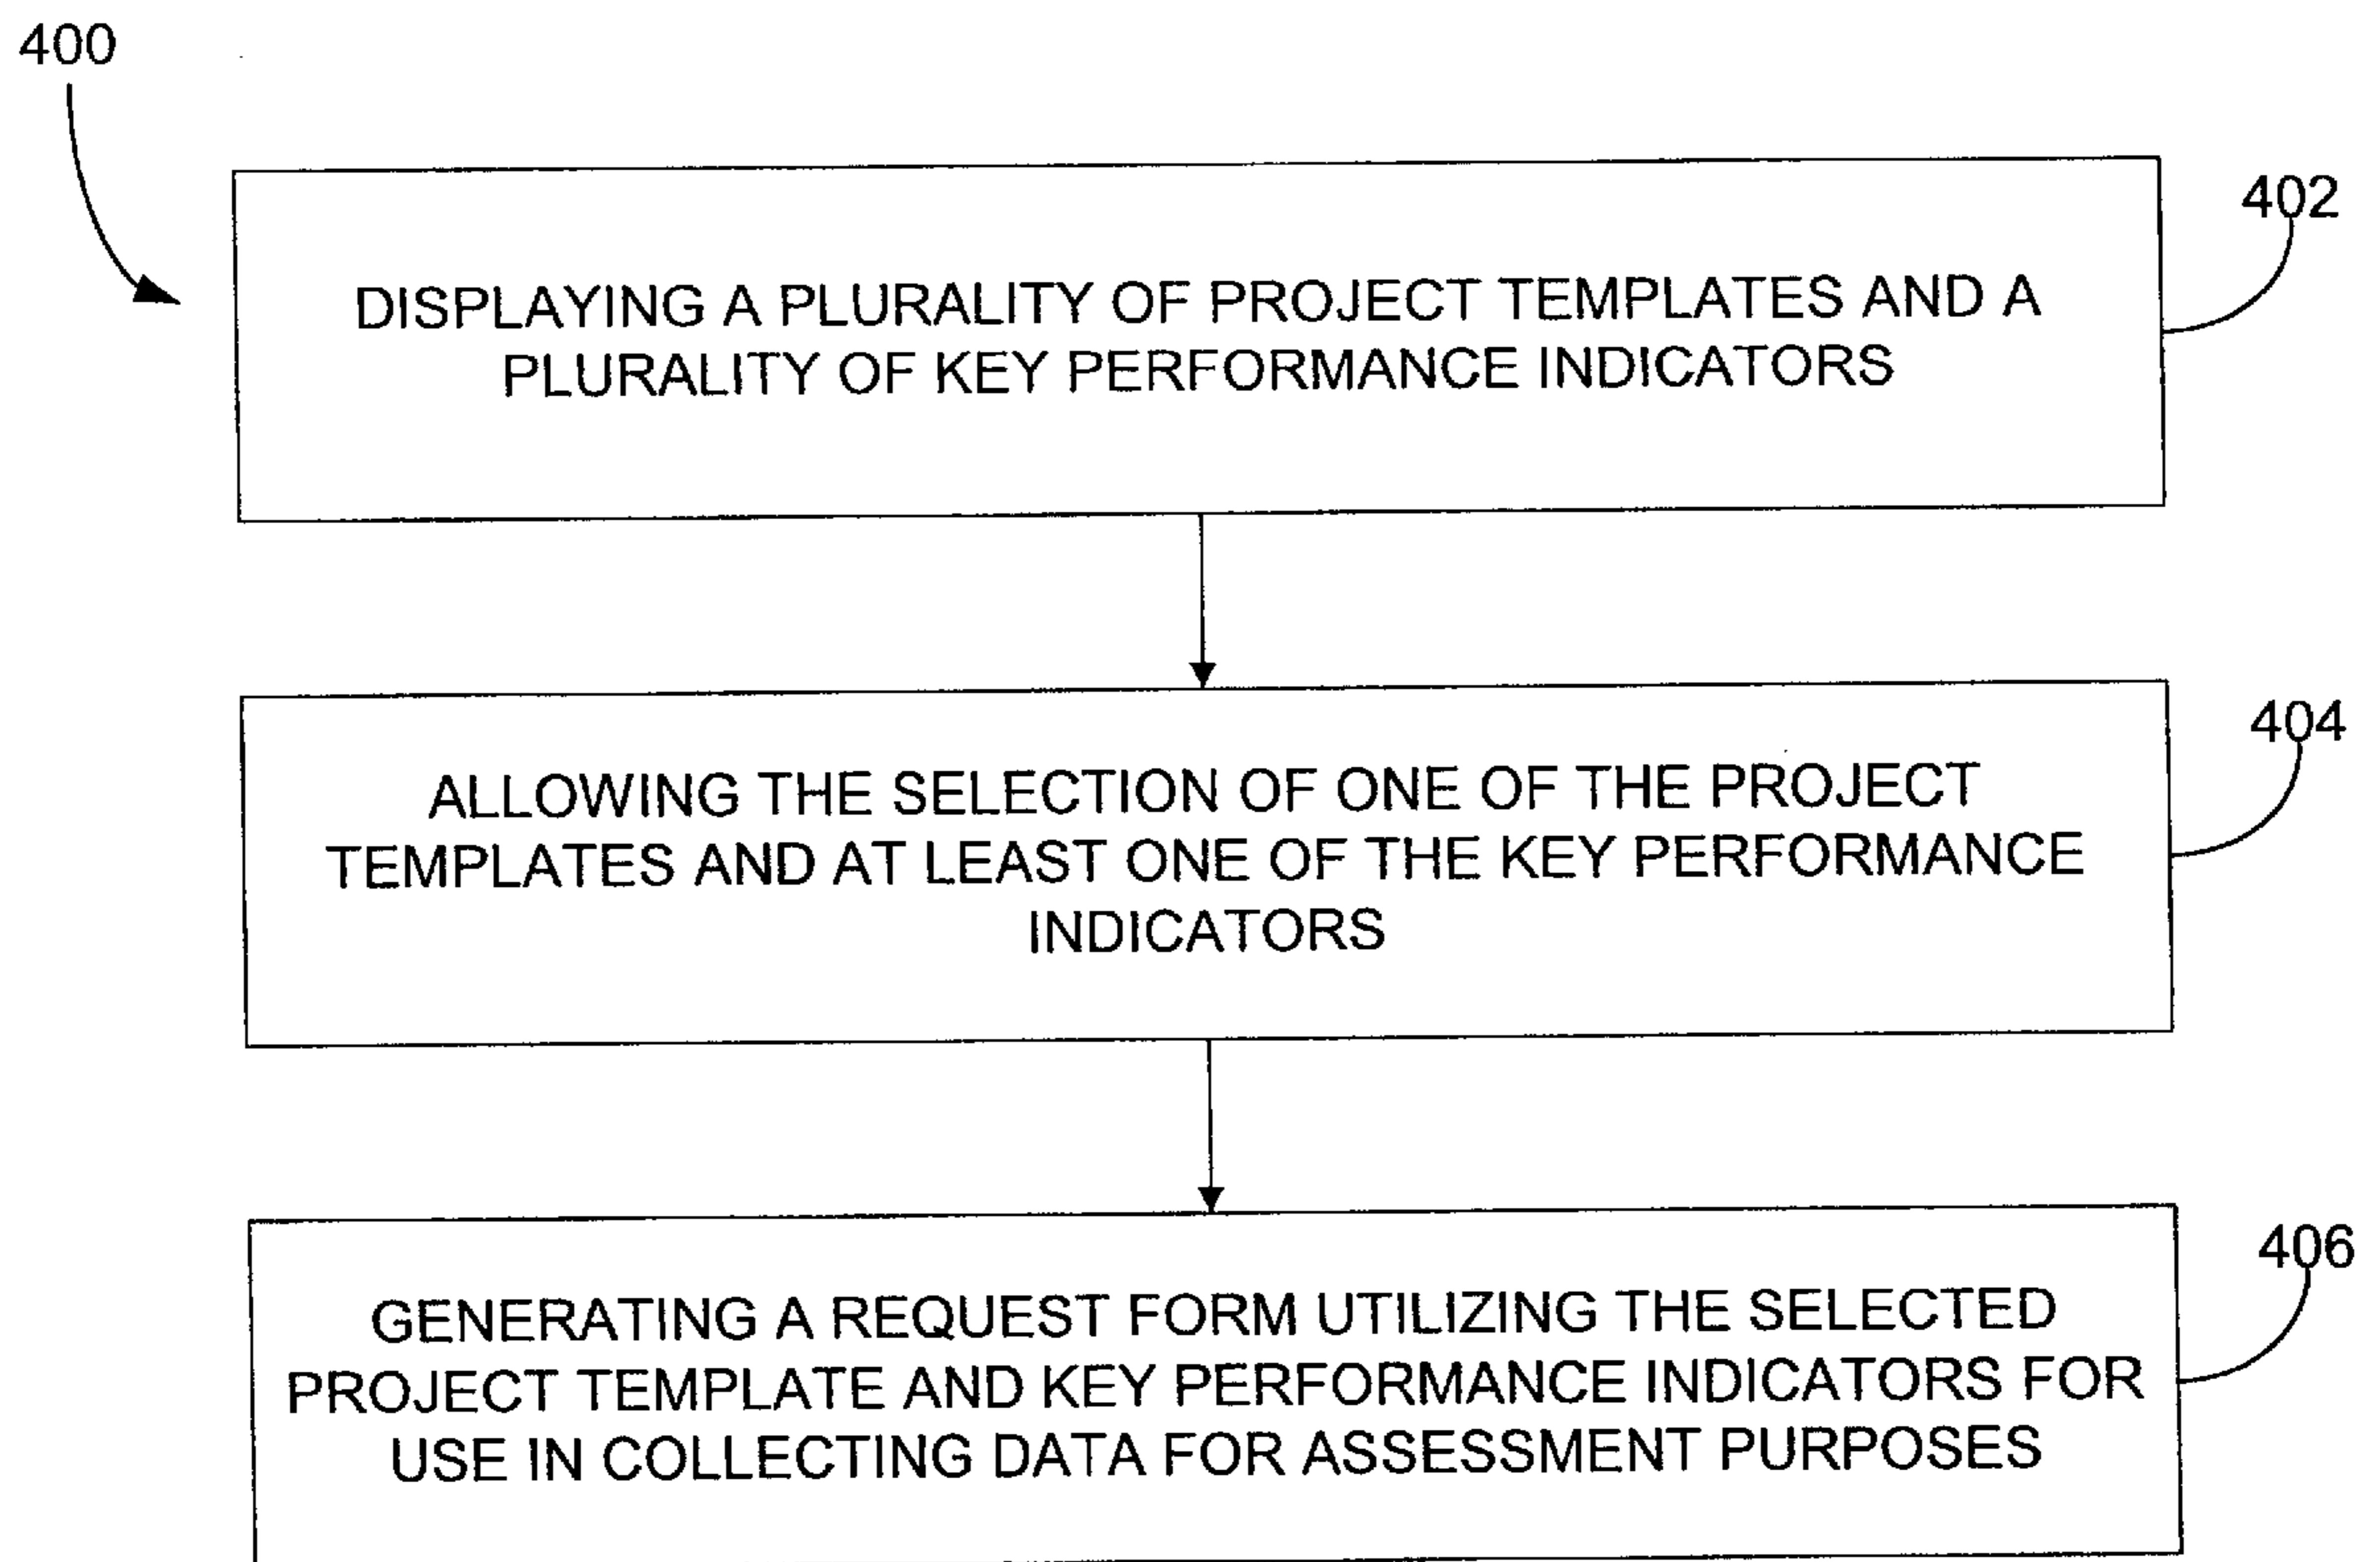 400
402
DISPLAYING A PLURALITY OF PROJECT TEMPLATES AND A
PLURALITY OF KEY PERFORMANCE INDICATORS
404
ALLOWING THE SELECTION OF ONE OF THE PROJECT
TEMPLATES AND AT LEAST ONE OF THE KEY PERFORMANCE
INDICATORS
406
GENERATING A REQUEST FORM UTILIZING THE SELECTED
PROJECT TEMPLATE AND KEY PERFORMANCE INDICATORS FOR
USE IN COLLECTING DATA FOR ASSESSMENT PURPOSES